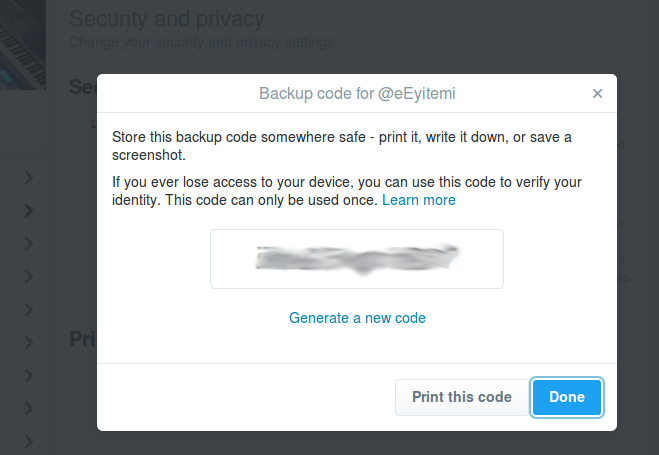 Security and privacy
Change your security and privacy settings.
Backup code for @eEyitemi
Store this backup code somewhere safe - print it, write it down, or save a
screenshot.
If you ever lose access to your device, you can use this code to verify your
identity. This code can only be used once. Learn more
Generate a new code
Print this code
Done